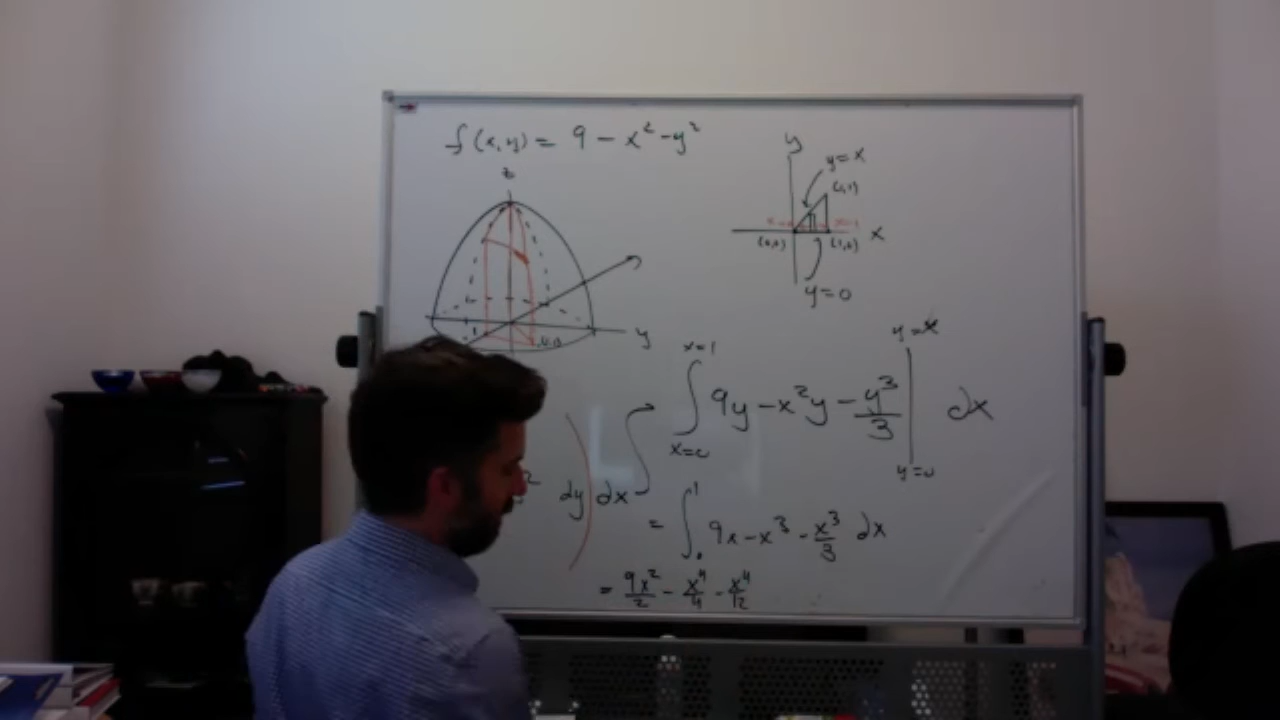 f(x,y) = 9 - x² - y²
z
y
y
y=x
(1,1)
x
(0,0)
(1,0)
y=0
x=1
y=x
∫ 9y - x²y - y³/3 | dx
x=0
y=0
² dy) dx
= ∫₀¹ 9x - x³ - x³/3 dx
= 9x²/2 - x⁴/4 - x⁴/12